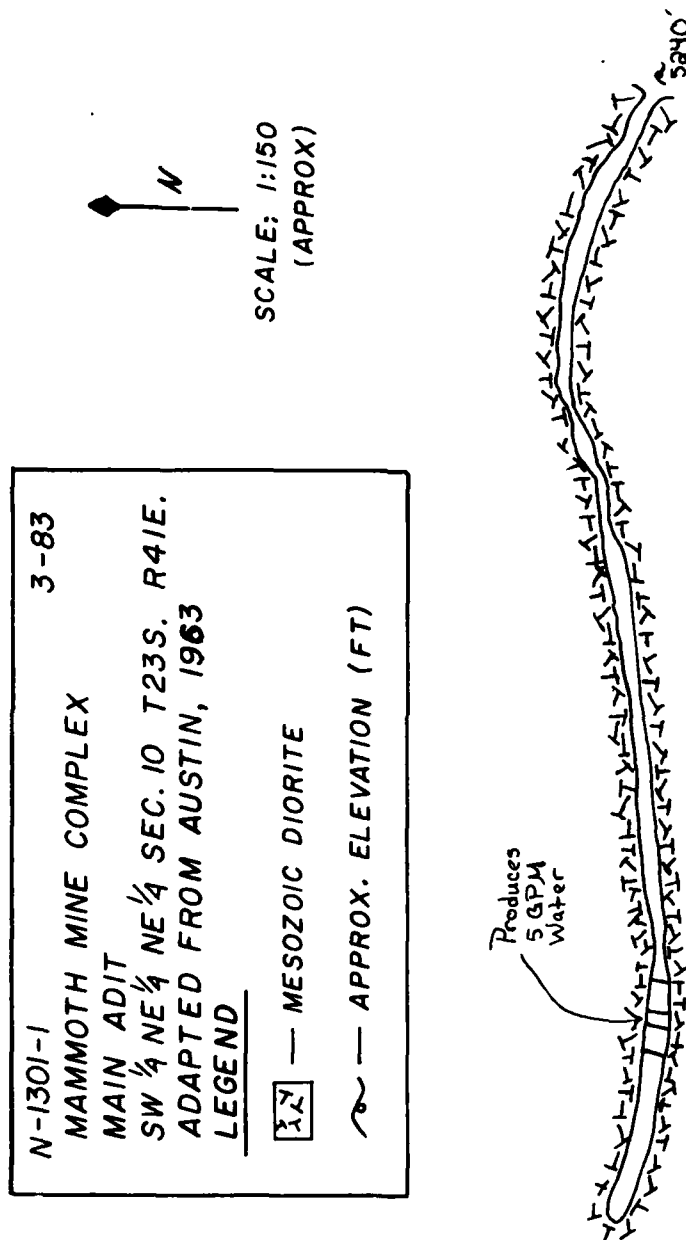 N-1301-1 3-83
MAMMOTH MINE COMPLEX
MAIN ADIT
SW ¼ NE ¼ NE ¼ SEC. 10 T23S. R41E.
ADAPTED FROM AUSTIN, 1963
LEGEND
— MESOZOIC DIORITE
— APPROX. ELEVATION (FT)
N
SCALE: 1:150
(APPROX)
Produces
5 GPM
Water
~ 5240'